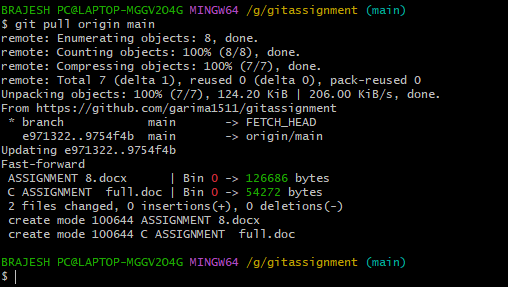 BRAJESH PC@LAPTOP-MGGV2O4G MINGW64 /g/gitassignment (main)
$ git pull origin main
remote: Enumerating objects: 8, done.
remote: Counting objects: 100% (8/8), done.
remote: Compressing objects: 100% (7/7), done.
remote: Total 7 (delta 1), reused 0 (delta 0), pack-reused 0
Unpacking objects: 100% (7/7), 124.20 KiB | 206.00 KiB/s, done.
From https://github.com/garima1511/gitassignment
 * branch            main       -> FETCH_HEAD
   e971322..9754f4b  main       -> origin/main
Updating e971322..9754f4b
Fast-forward
 ASSIGNMENT 8.docx      | Bin 0 -> 126686 bytes
 C ASSIGNMENT  full.doc | Bin 0 -> 54272 bytes
 2 files changed, 0 insertions(+), 0 deletions(-)
 create mode 100644 ASSIGNMENT 8.docx
 create mode 100644 C ASSIGNMENT  full.doc
BRAJESH PC@LAPTOP-MGGV2O4G MINGW64 /g/gitassignment (main)
$